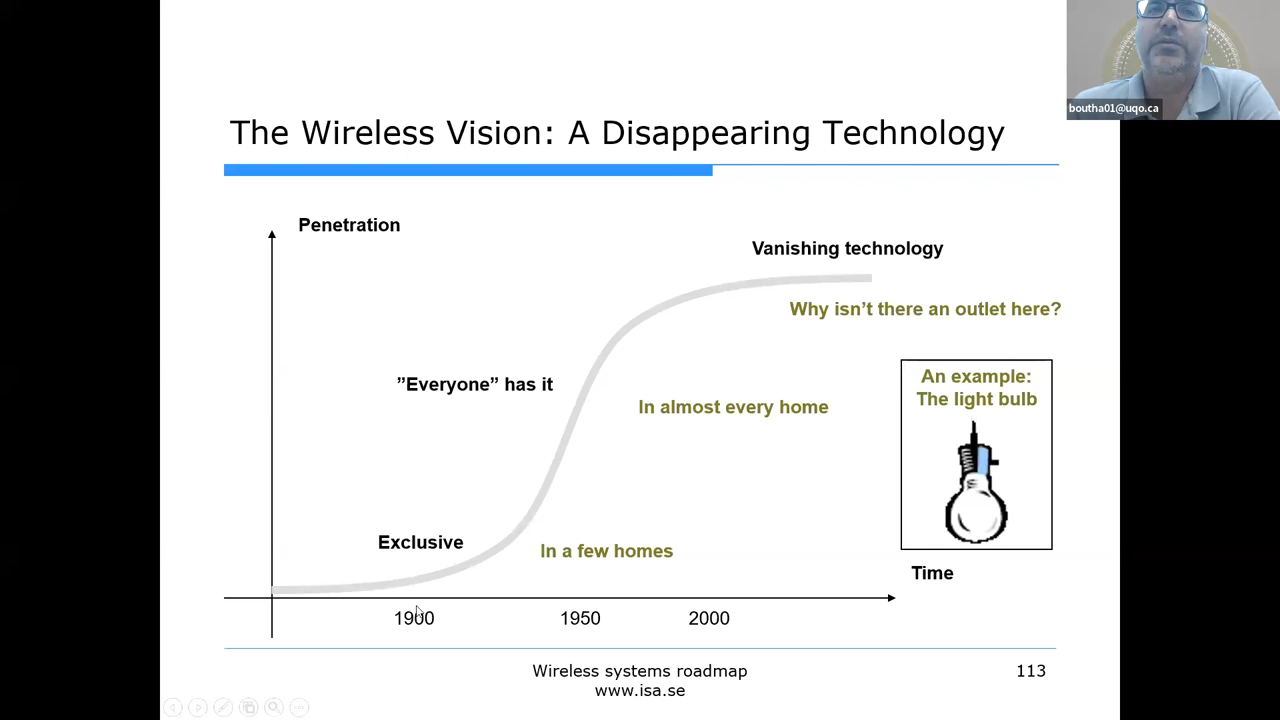 boutha01@uqo.ca
The Wireless Vision: A Disappearing Technology
Penetration
Vanishing technology
Why isn’t there an outlet here?
”Everyone” has it
In almost every home
An example:
The light bulb
Exclusive
In a few homes
Time
1900
1950
2000
Wireless systems roadmap
www.isa.se
113